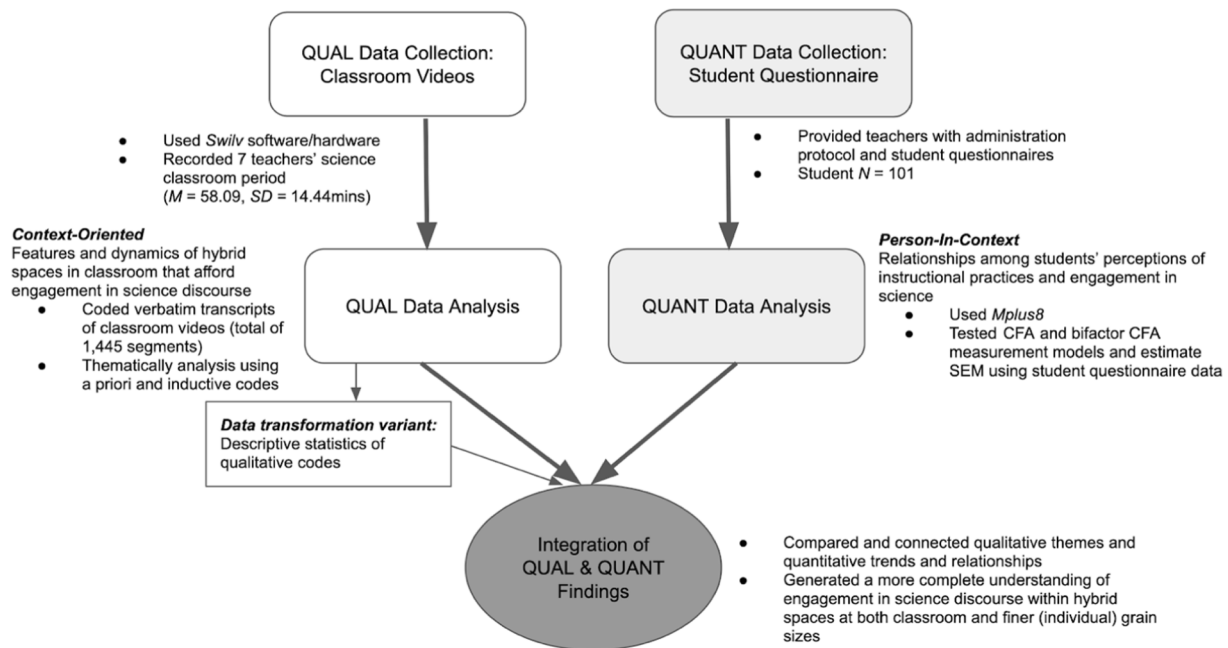 QUAL Data Collection:
Classroom Videos
QUANT Data Collection:
Student Questionnaire
● Used Swilv software/hardware
● Recorded 7 teachers' science
classroom period
(M = 58.09, SD = 14.44mins)
● Provided teachers with administration
protocol and student questionnaires
● Student N = 101
Context-Oriented
Features and dynamics of hybrid
spaces in classroom that afford
engagement in science discourse
● Coded verbatim transcripts
of classroom videos (total of
1,445 segments)
● Thematically analysis using
a priori and inductive codes
QUAL Data Analysis
QUANT Data Analysis
Person-In-Context
Relationships among students' perceptions of
instructional practices and engagement in
science
● Used Mplus8
● Tested CFA and bifactor CFA
measurement models and estimate
SEM using student questionnaire data
Data transformation variant:
Descriptive statistics of
qualitative codes
Integration of
QUAL & QUANT
Findings
● Compared and connected qualitative themes and
quantitative trends and relationships
● Generated a more complete understanding of
engagement in science discourse within hybrid
spaces at both classroom and finer (individual) grain
sizes